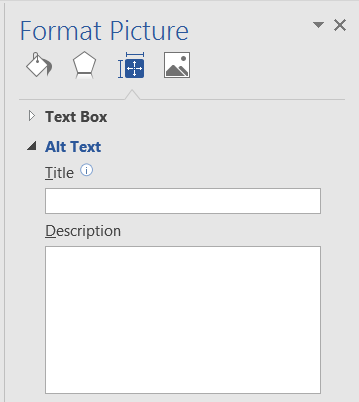 Format Picture
Text Box
Alt Text
Title
Description